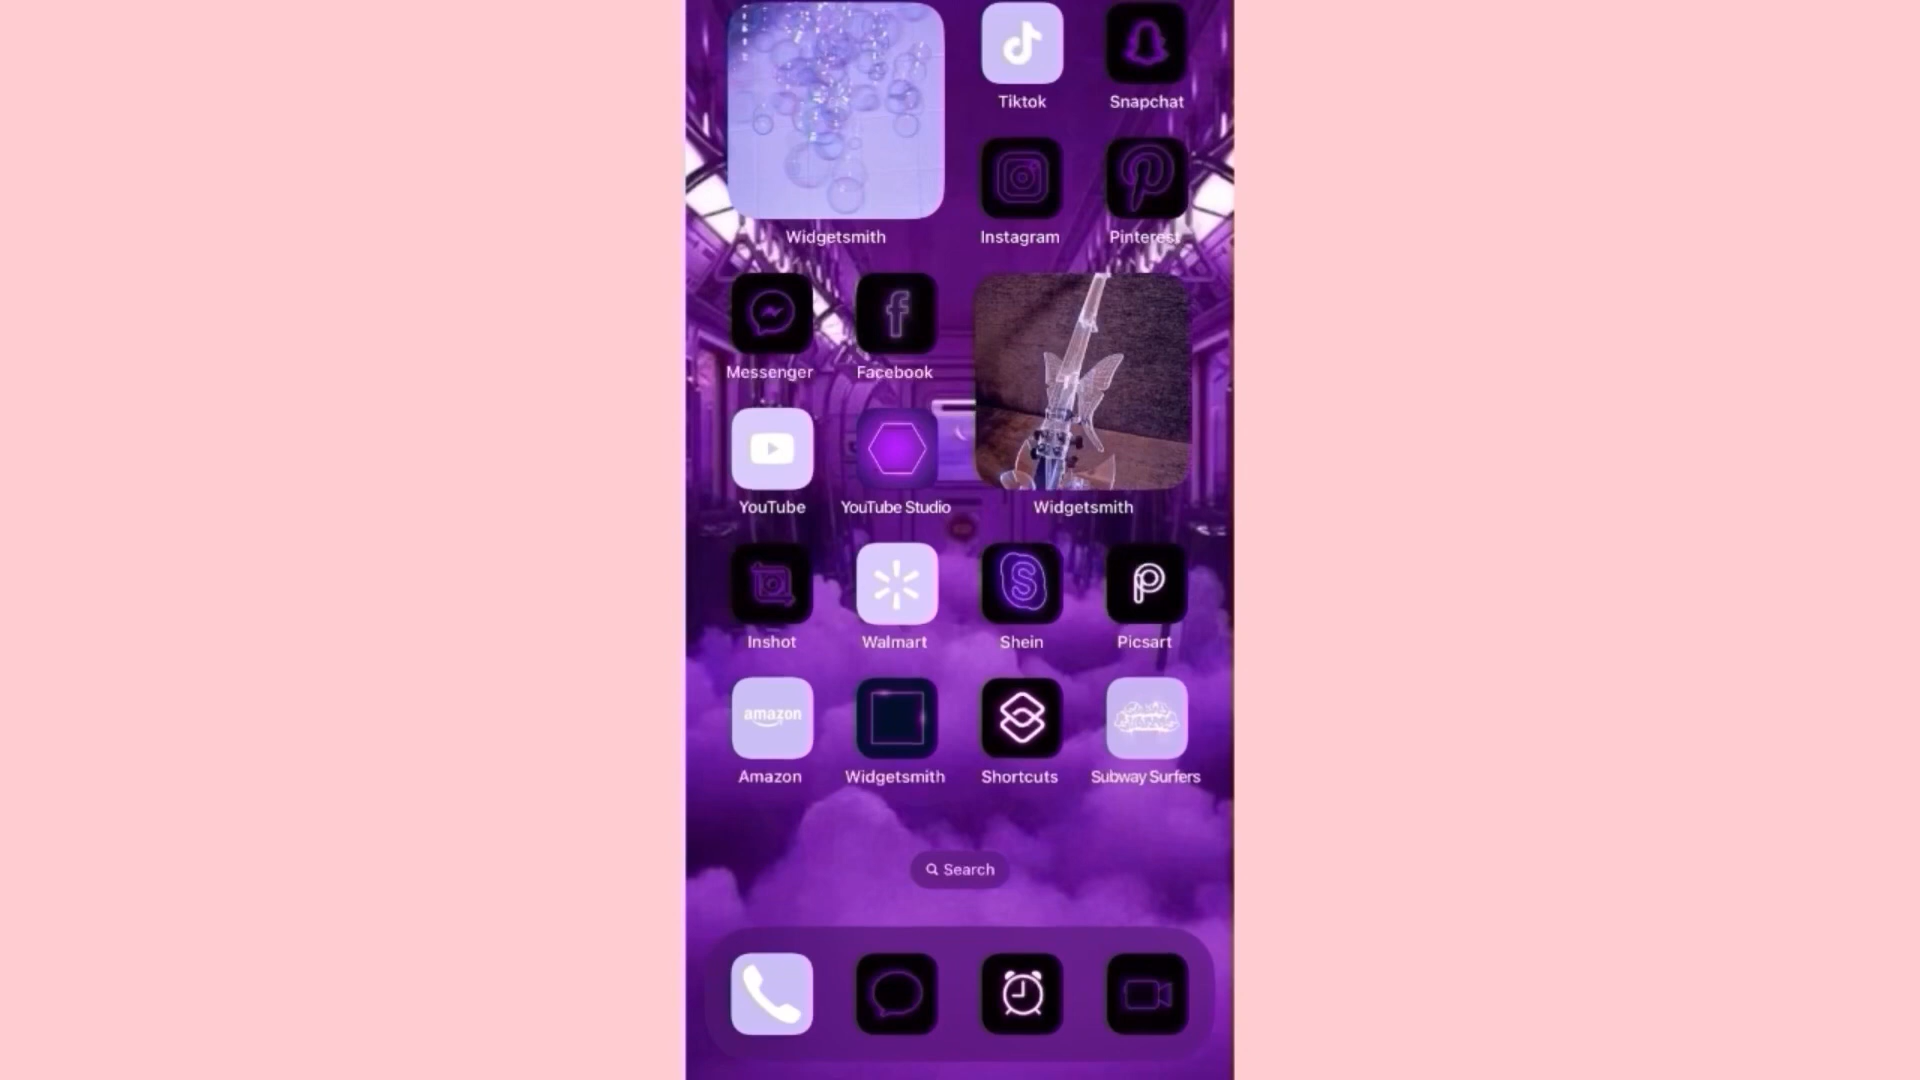 Tiktok
Snapchat
Instagram
Pinterest
Widgetsmith
Messenger
Facebook
YouTube
YouTube Studio
Widgetsmith
Inshot
Walmart
Shein
Picsart
amazon
Amazon
Widgetsmith
Shortcuts
Subway Surfers
Search